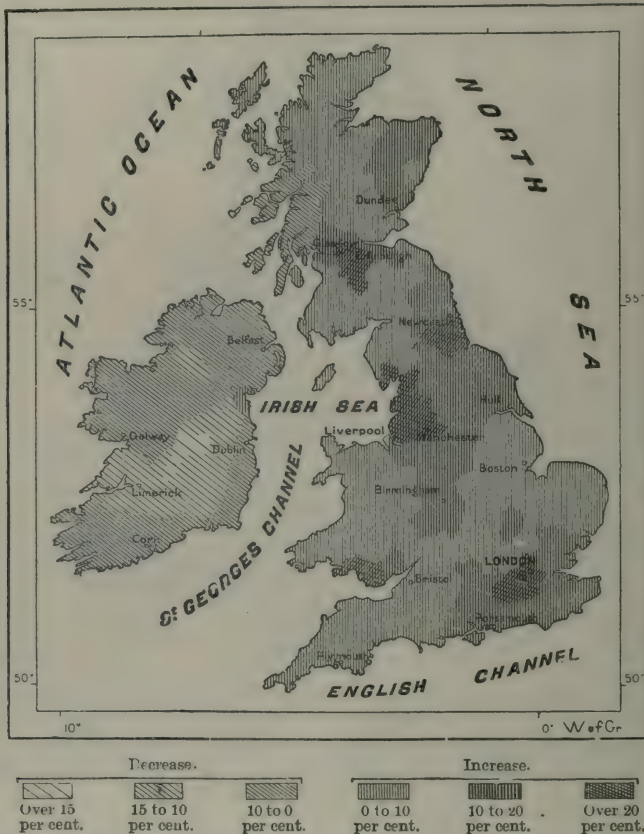 ATLANTIC OCEAN
NORTH SEA
Dundee
Glasgow
Edinburgh
55°
55°
Newcastle
Belfast
IRISH SEA
Hull
Galway
Dublin
Liverpool
Manchester
Boston
Limerick
Birmingham
Cork
ST GEORGES CHANNEL
LONDON
Bristol
Portsmouth
Plymouth
50°
ENGLISH CHANNEL
50°
10°
0° W of Gr
Decrease. Increase.
Over 15 per cent.
15 to 10 per cent.
10 to 0 per cent.
0 to 10 per cent.
10 to 20 per cent.
Over 20 per cent.